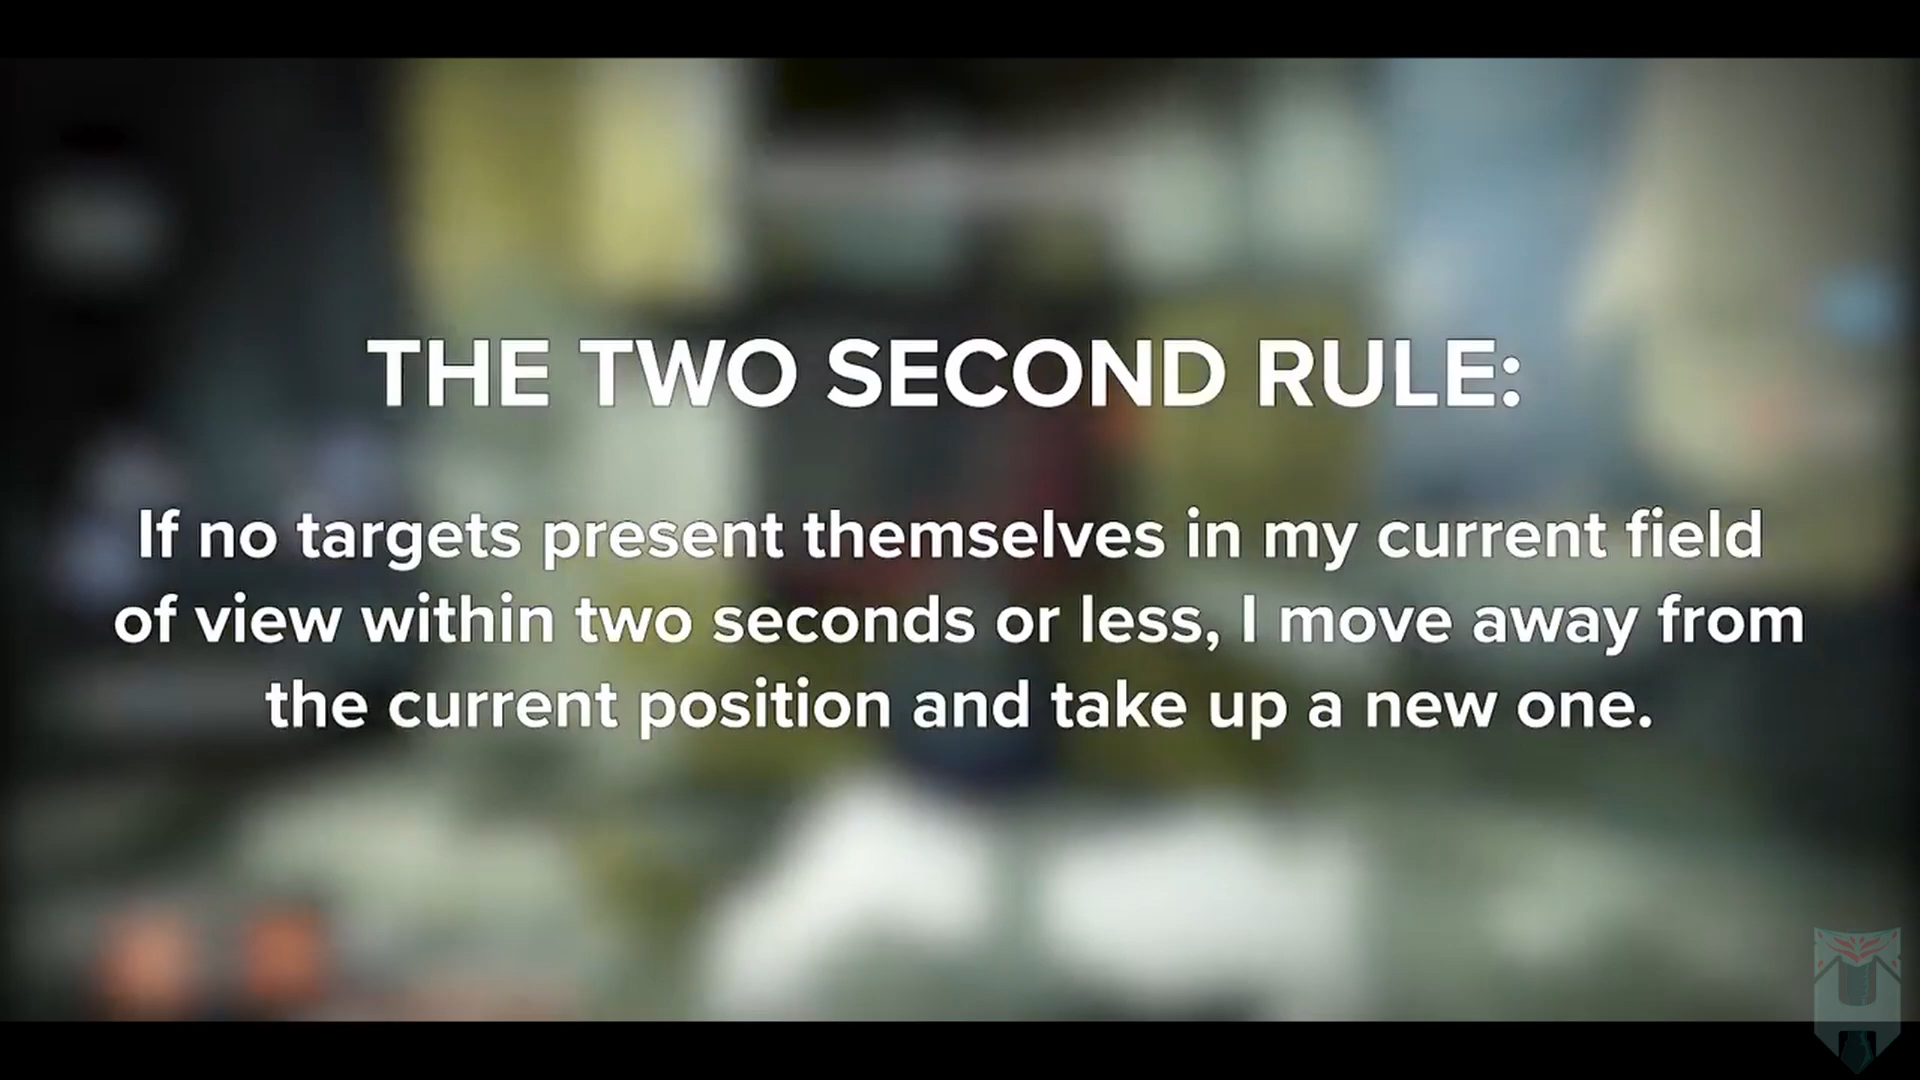 THE TWO SECOND RULE:
If no targets present themselves in my current field
of view within two seconds or less, I move away from
the current position and take up a new one.